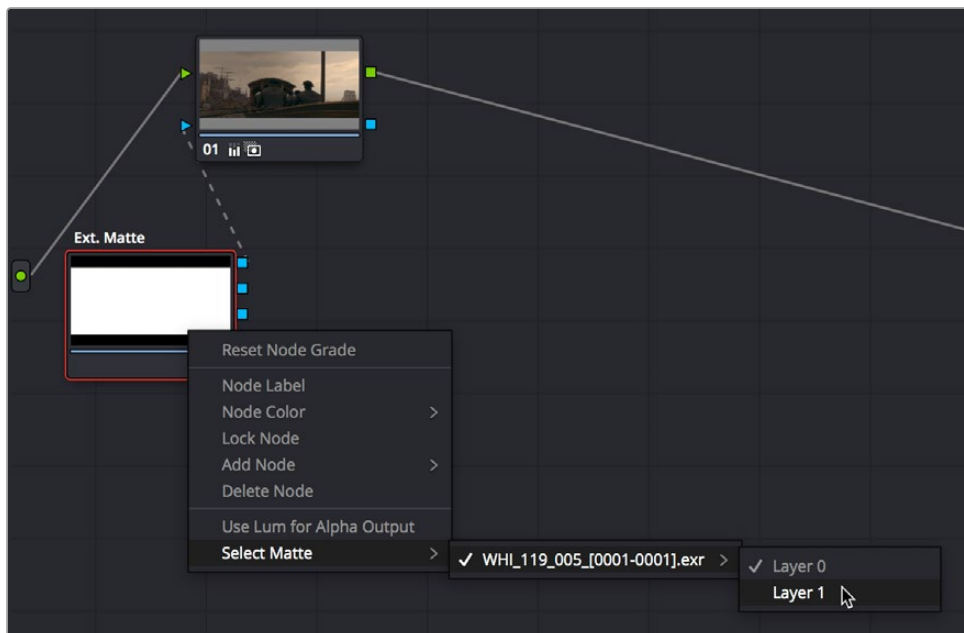 01
Ext. Matte
Reset Node Grade
Node Label
Node Color
Lock Node
Add Node
Delete Node
Use Lum for Alpha Output
Select Matte
WHI_119_005_[0001-0001].exr
Layer 0
Layer 1